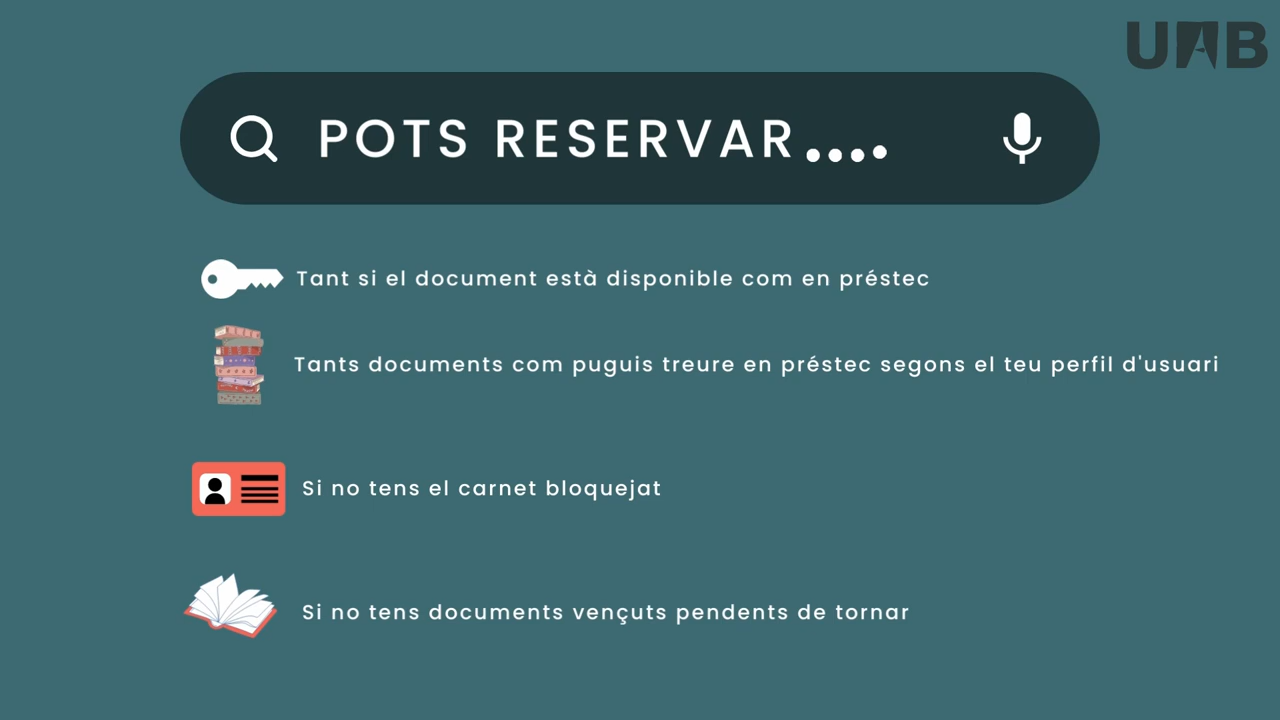 UAB
POTS RESERVAR....
Tant si el document està disponible com en préstec
Tants documents com puguis treure en préstec segons el teu perfil d'usuari
Si no tens el carnet bloquejat
Si no tens documents vençuts pendents de tornar